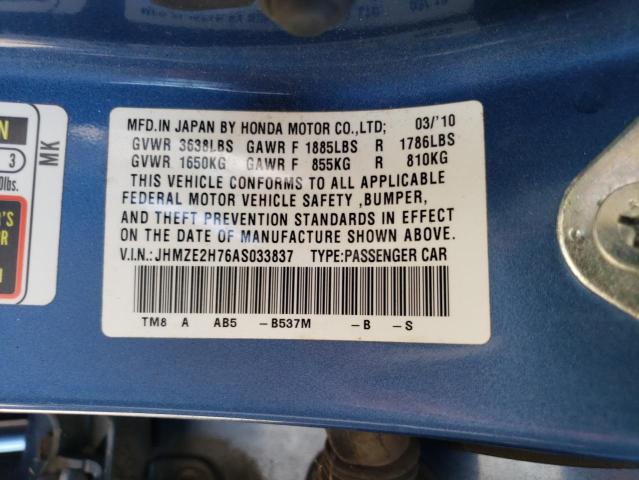 MFD.IN JAPAN BY HONDA MOTOR CO.,LTD; 03/'10
GVWR 3638LBS GAWR F 1885LBS R 1786LBS
GVWR 1650KG GAWR F 855KG R 810KG
THIS VEHICLE CONFORMS TO ALL APPLICABLE
FEDERAL MOTOR VEHICLE SAFETY ,BUMPER,
AND THEFT PREVENTION STANDARDS IN EFFECT
ON THE DATE OF MANUFACTURE SHOWN ABOVE.
V.I.N.:JHMZE2H76AS033837 TYPE:PASSENGER CAR
TM8 A AB5 -B537M -B -S
N
3
0lbs.
MK
'S
R